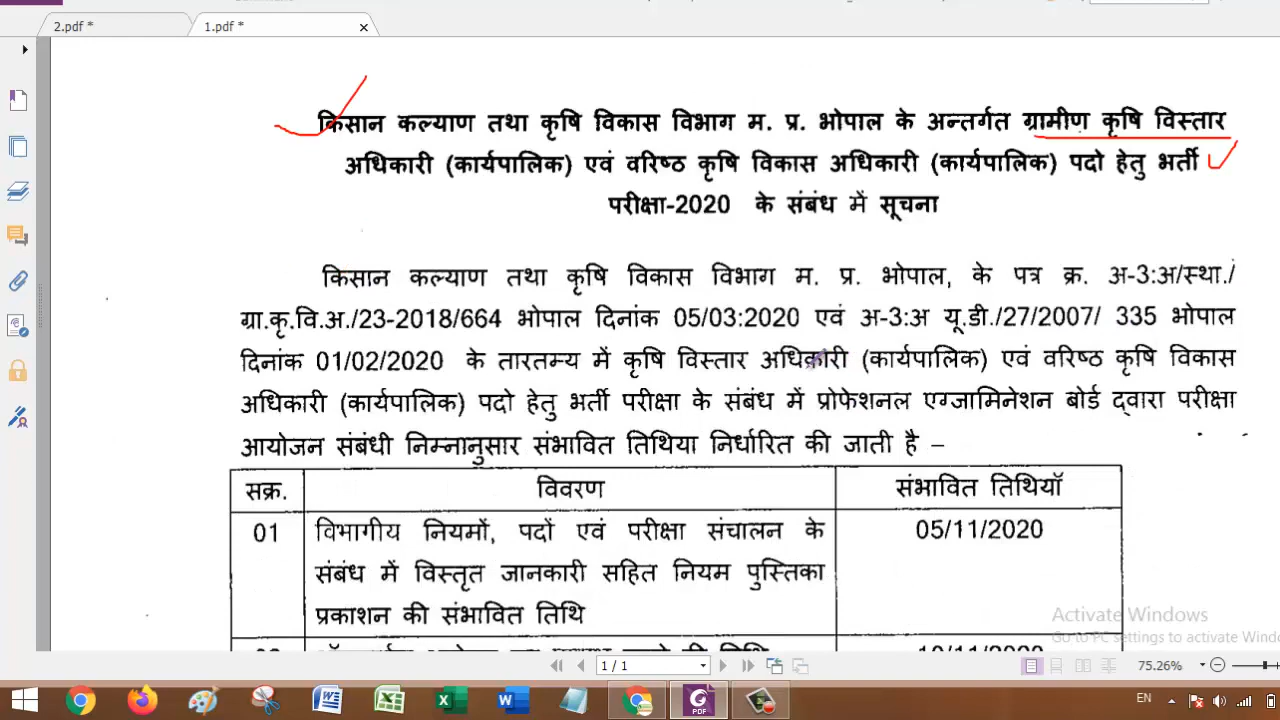 2.pdf *
1.pdf *
किसान कल्याण तथा कृषि विकास विभाग म. प्र. भोपाल के अन्तर्गत ग्रामीण कृषि विस्तार
अधिकारी (कार्यपालिक) एवं वरिष्ठ कृषि विकास अधिकारी (कार्यपालिक) पदो हेतु भर्ती
परीक्षा-2020 के संबंध में सूचना
किसान कल्याण तथा कृषि विकास विभाग म. प्र. भोपाल, के पत्र क्र. अ-3:अ/स्था./
ग्रा.कृ.वि.अ./23-2018/664 भोपाल दिनांक 05/03:2020 एवं अ-3:अ यू.डी./27/2007/ 335 भोपाल
दिनांक 01/02/2020 के तारतम्य में कृषि विस्तार अधिकारी (कार्यपालिक) एवं वरिष्ठ कृषि विकास
अधिकारी (कार्यपालिक) पदो हेतु भर्ती परीक्षा के संबंध में प्रोफेशनल एग्जामिनेशन बोर्ड द्वारा परीक्षा
आयोजन संबंधी निम्नानुसार संभावित तिथिया निर्धारित की जाती है –
सक्र. विवरण संभावित तिथियॉ
01 विभागीय नियमों, पदों एवं परीक्षा संचालन के 05/11/2020
संबंध में विस्तृत जानकारी सहित नियम पुस्तिका
प्रकाशन की संभावित तिथि
Activate Windows
Go to PC settings to activate Windo
1 / 1
75.26%
EN
PDF